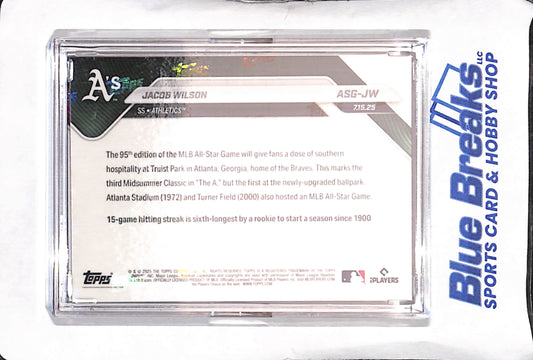 A's
JACOB WILSON
SS • ATHLETICS™
ASG-JW
7.15.25
The 95th edition of the MLB All-Star Game will give fans a dose of southern
hospitality at Truist Park in Atlanta, Georgia, home of the Braves. This marks the
third Midsummer Classic in "The A," but the first at the newly-upgraded ballpark.
Atlanta Stadium (1972) and Turner Field (2000) also hosted an MLB All-Star Game.
15-game hitting streak is sixth-longest by a rookie to start a season since 1900
topps
PLAYERS
Blue Breaks LLC
SPORTS CARD & HOBBY SHOP